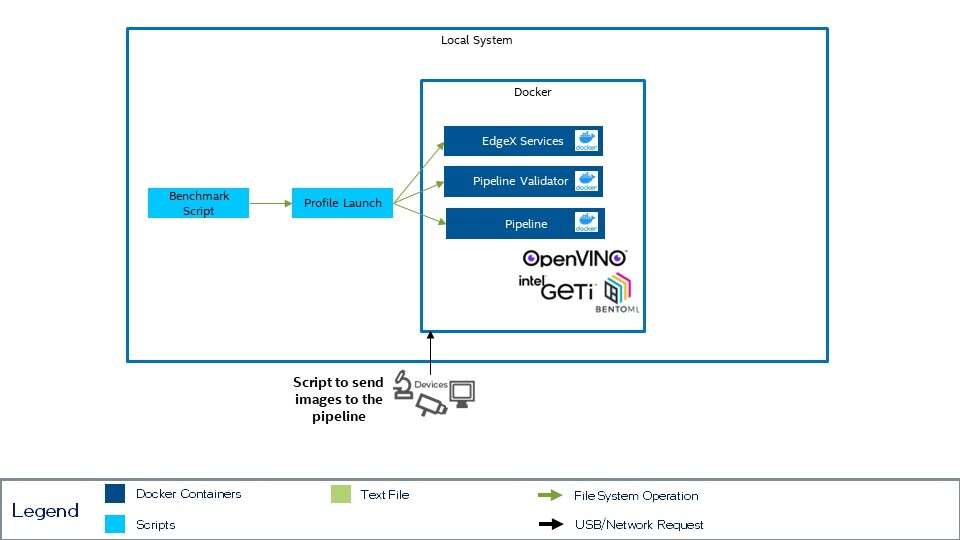 Local System
Docker
EdgeX Services
docker
Pipeline Validator
docker
Benchmark
Script
Profile Launch
Pipeline
docker
OpenVINO
intel
GETi
BENTOML
Script to send
images to the
pipeline
Devices
Legend
Docker Containers
Text File
File System Operation
Scripts
USB/Network Request